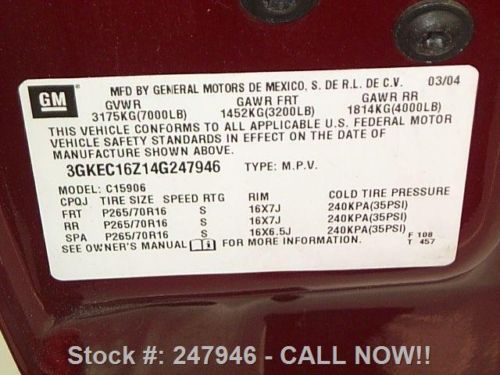 GM
MFD BY GENERAL MOTORS DE MEXICO, S. DE R.L. DE C.V. 03/04
GVWR GAWR FRT GAWR RR
3175KG(7000LB) 1452KG(3200LB) 1814KG(4000LB)
THIS VEHICLE CONFORMS TO ALL APPLICABLE U.S. FEDERAL MOTOR
VEHICLE SAFETY STANDARDS IN EFFECT ON THE DATE OF
MANUFACTURE SHOWN ABOVE.
3GKEC16Z14G247946 TYPE: M.P.V.
MODEL: C15906
CPQJ TIRE SIZE SPEED RTG RIM COLD TIRE PRESSURE
FRT P265/70R16 S 16X7J 240KPA(35PSI)
RR P265/70R16 S 16X7J 240KPA(35PSI)
SPA P265/70R16 S 16X6.5J 240KPA(35PSI)
SEE OWNER'S MANUAL FOR MORE INFORMATION. F 108
T 457
Stock #: 247946 - CALL NOW!!